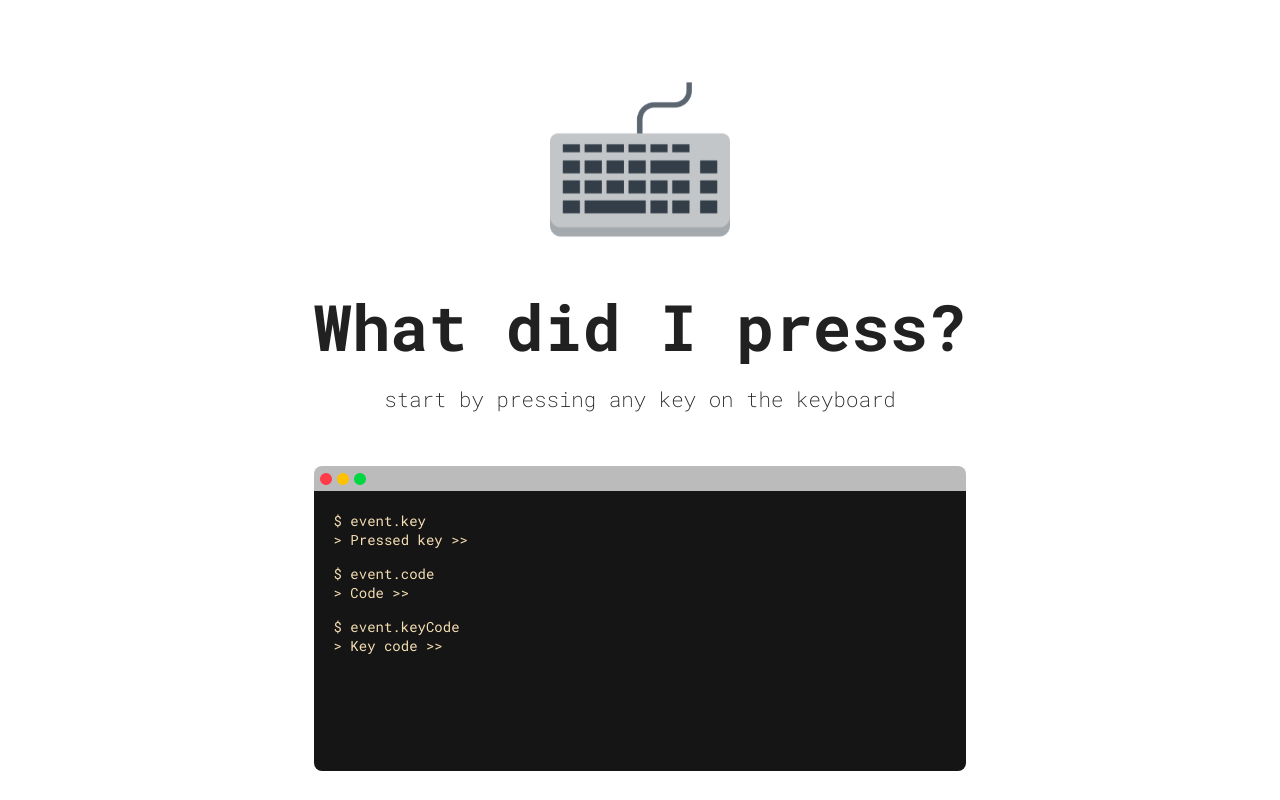 What did I press?
start by pressing any key on the keyboard
$ event.key
> Pressed key >>
$ event.code
> Code >>
$ event.keyCode
> Key code >>